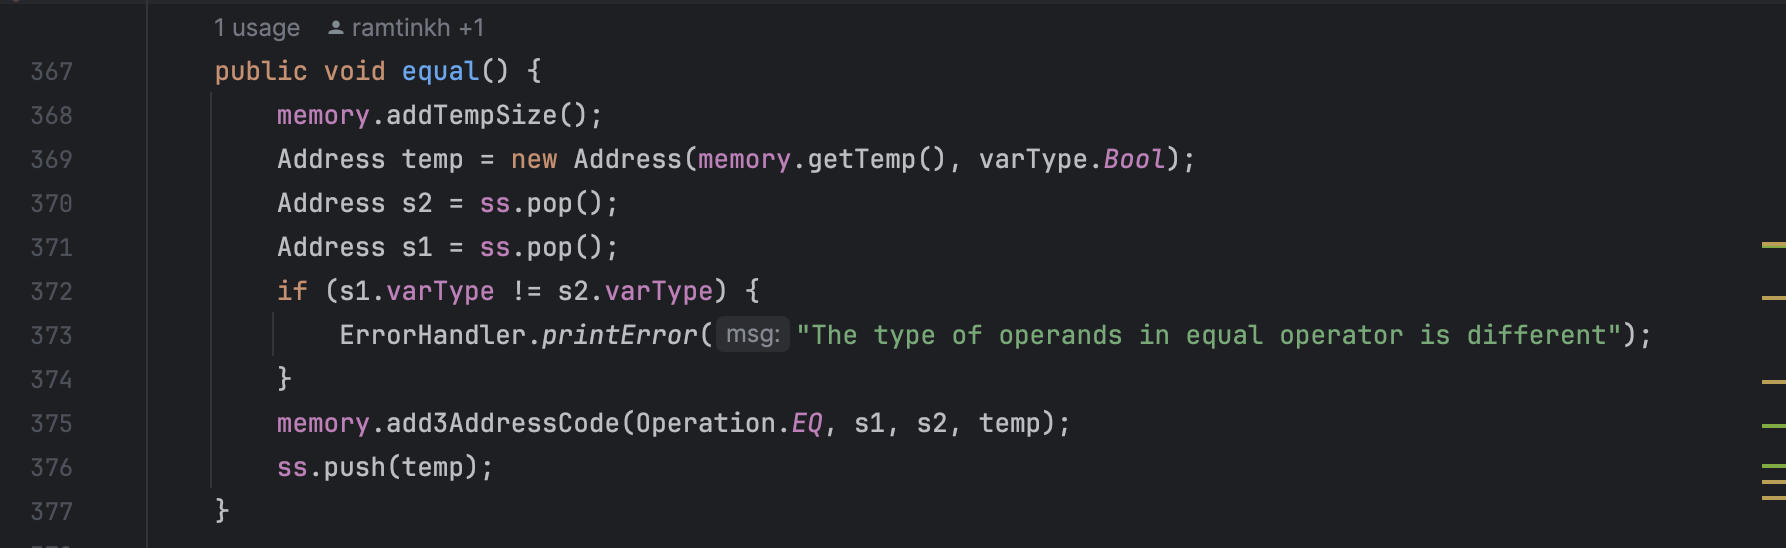 1 usage ramtinkh +1
367 public void equal() {
368 memory.addTempSize();
369 Address temp = new Address(memory.getTemp(), varType.Bool);
370 Address s2 = ss.pop();
371 Address s1 = ss.pop();
372 if (s1.varType != s2.varType) {
373 ErrorHandler.printError( msg: "The type of operands in equal operator is different");
374 }
375 memory.add3AddressCode(Operation.EQ, s1, s2, temp);
376 ss.push(temp);
377 }